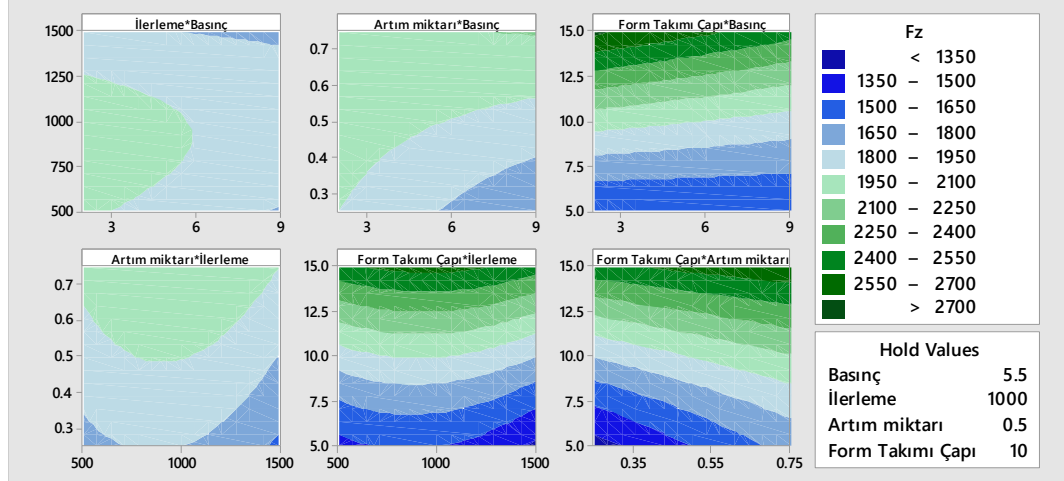 İlerleme*Basınç
1500
1250
1000
750
500
3 6 9
Artım miktarı*Basınç
0.7
0.6
0.5
0.4
0.3
3 6 9
Form Takımı Çapı*Basınç
15.0
12.5
10.0
7.5
5.0
3 6 9
Artım miktarı*İlerleme
0.7
0.6
0.5
0.4
0.3
500 1000 1500
Form Takımı Çapı*İlerleme
15.0
12.5
10.0
7.5
5.0
500 1000 1500
Form Takımı Çapı*Artım miktarı
15.0
12.5
10.0
7.5
5.0
0.35 0.55 0.75
Fz
< 1350
1350 – 1500
1500 – 1650
1650 – 1800
1800 – 1950
1950 – 2100
2100 – 2250
2250 – 2400
2400 – 2550
2550 – 2700
> 2700
Hold Values
Basınç 5.5
İlerleme 1000
Artım miktarı 0.5
Form Takımı Çapı 10